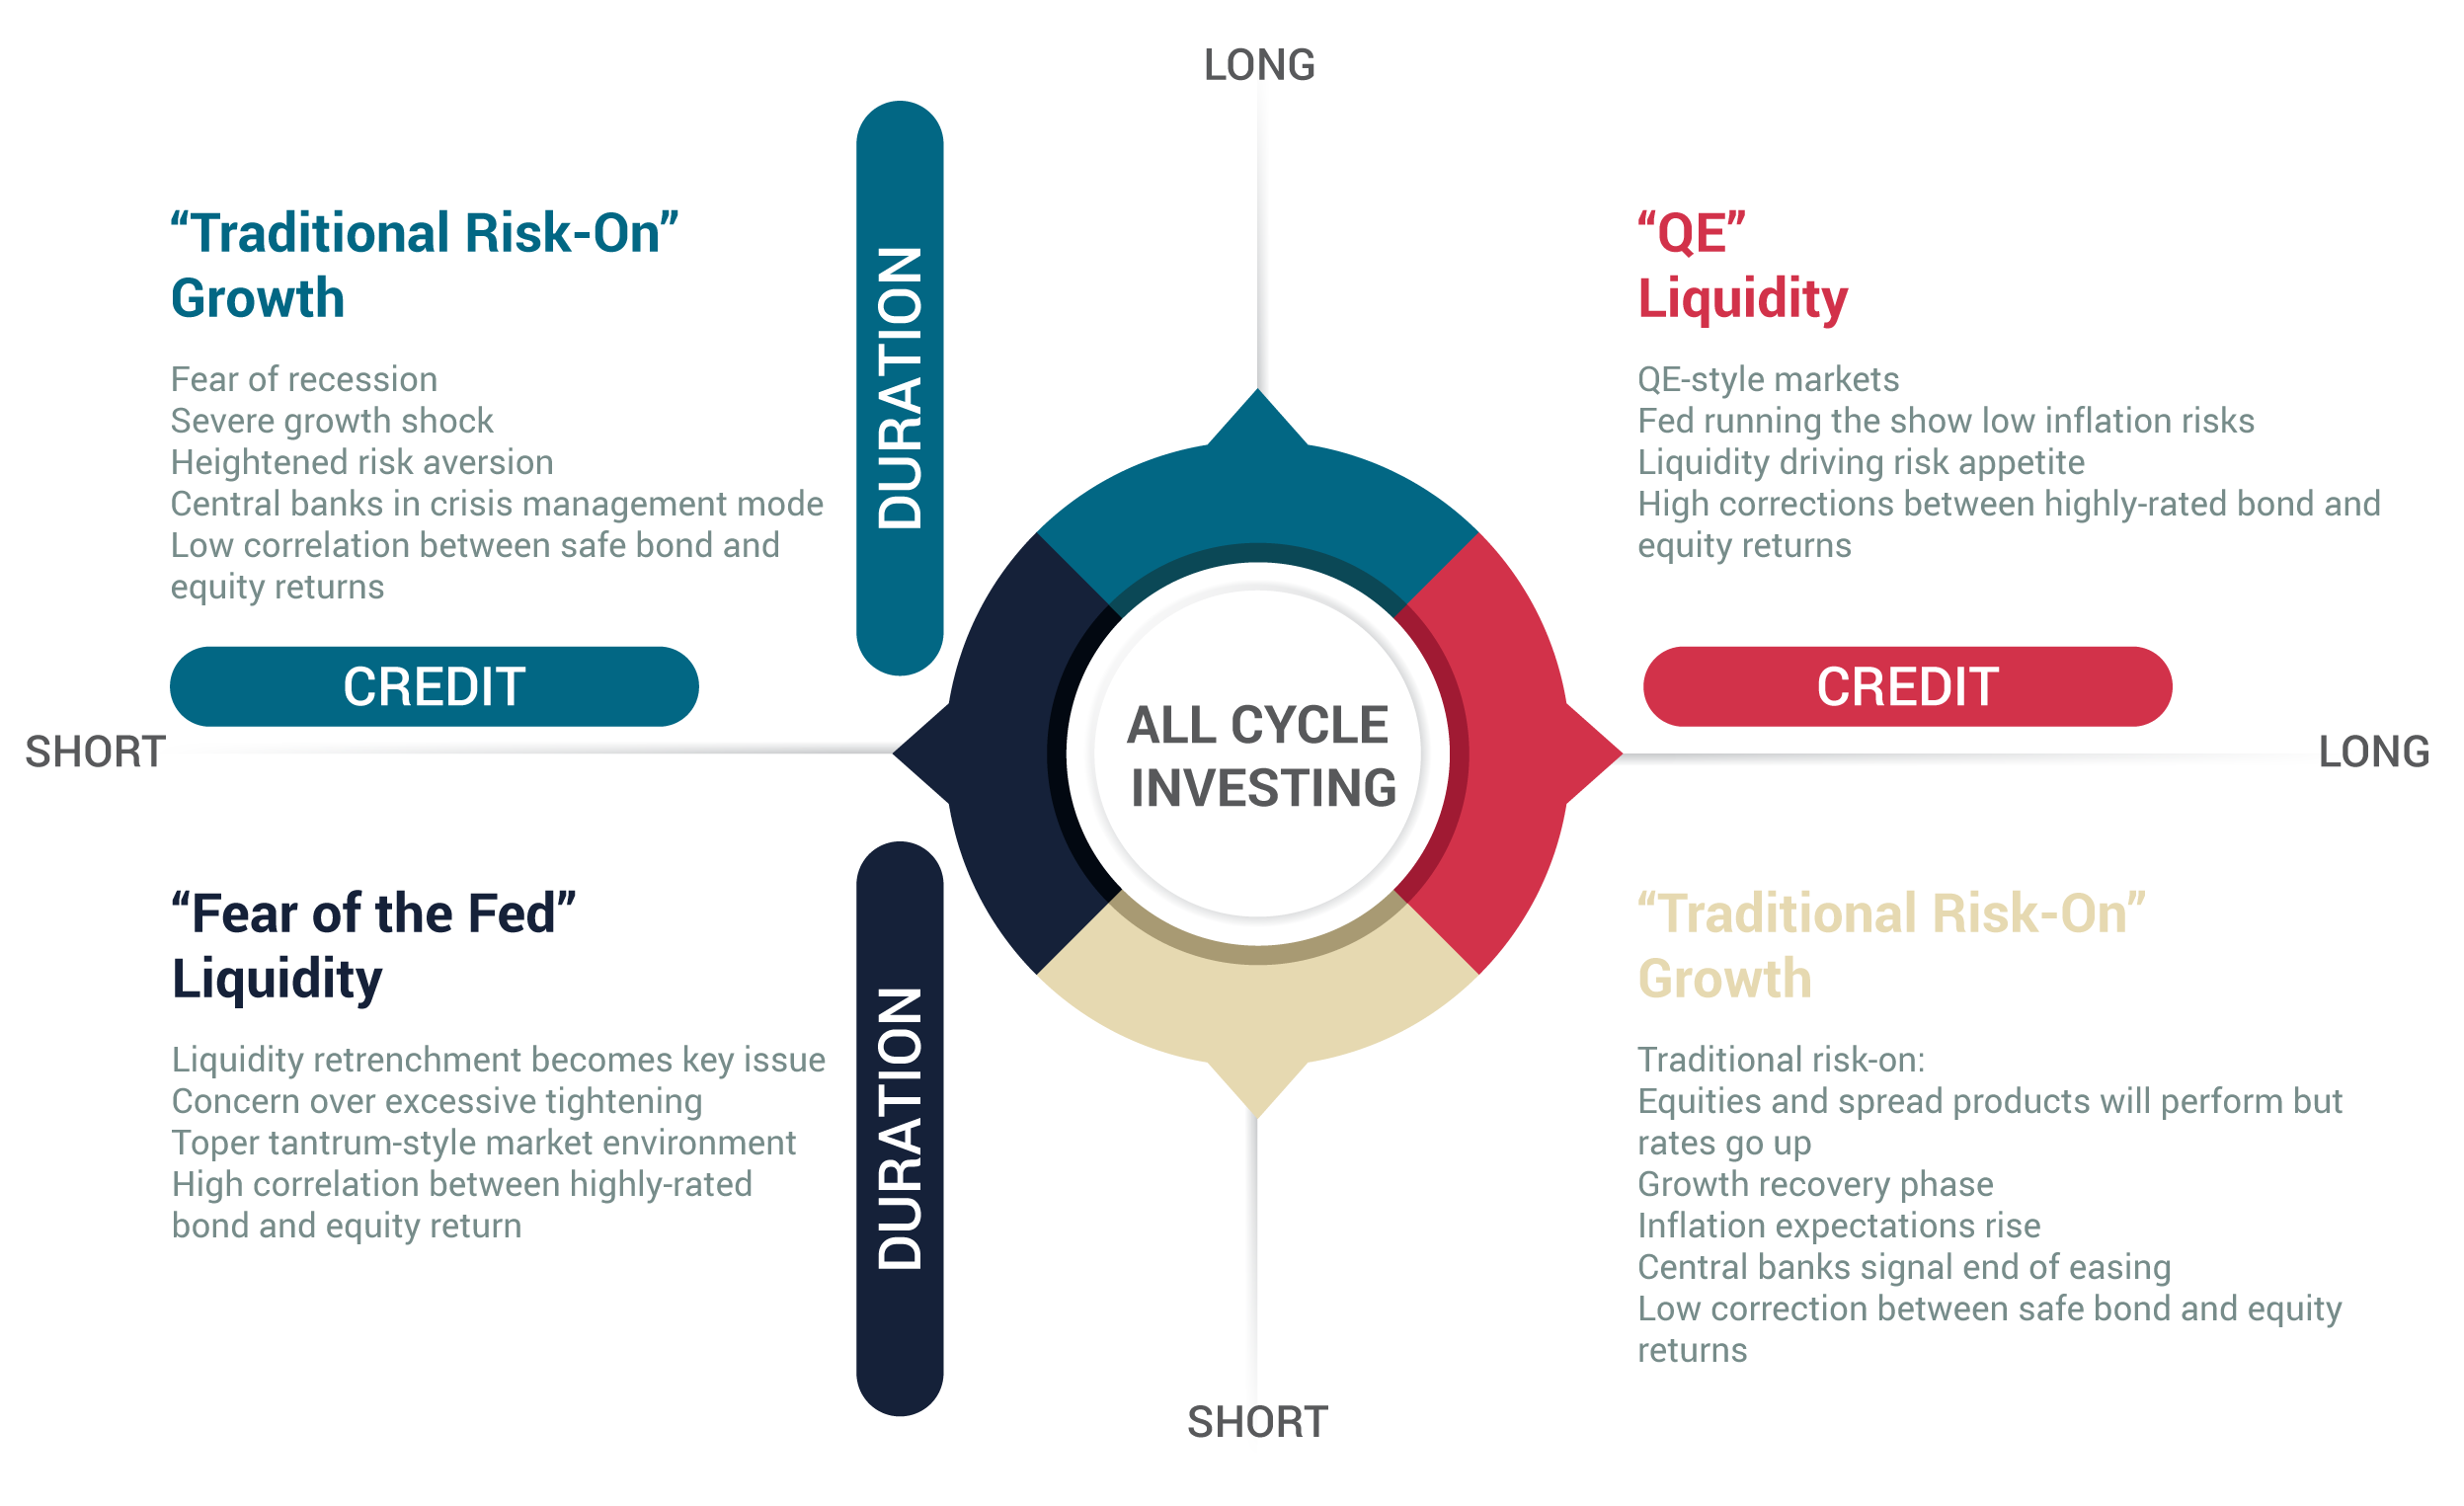 LONG
“Traditional Risk-On”
Growth
Fear of recession
Severe growth shock
Heightened risk aversion
Central banks in crisis management mode
Low correlation between safe bond and
equity returns
CREDIT
DURATION
“QE”
Liquidity
QE-style markets
Fed running the show low inflation risks
Liquidity driving risk appetite
High corrections between highly-rated bond and
equity returns
CREDIT
SHORT
ALL CYCLE
INVESTING
LONG
“Fear of the Fed”
Liquidity
Liquidity retrenchment becomes key issue
Concern over excessive tightening
Toper tantrum-style market environment
High correlation between highly-rated
bond and equity return
DURATION
“Traditional Risk-On”
Growth
Traditional risk-on:
Equities and spread products will perform but
rates go up
Growth recovery phase
Inflation expectations rise
Central banks signal end of easing
Low correction between safe bond and equity
returns
SHORT